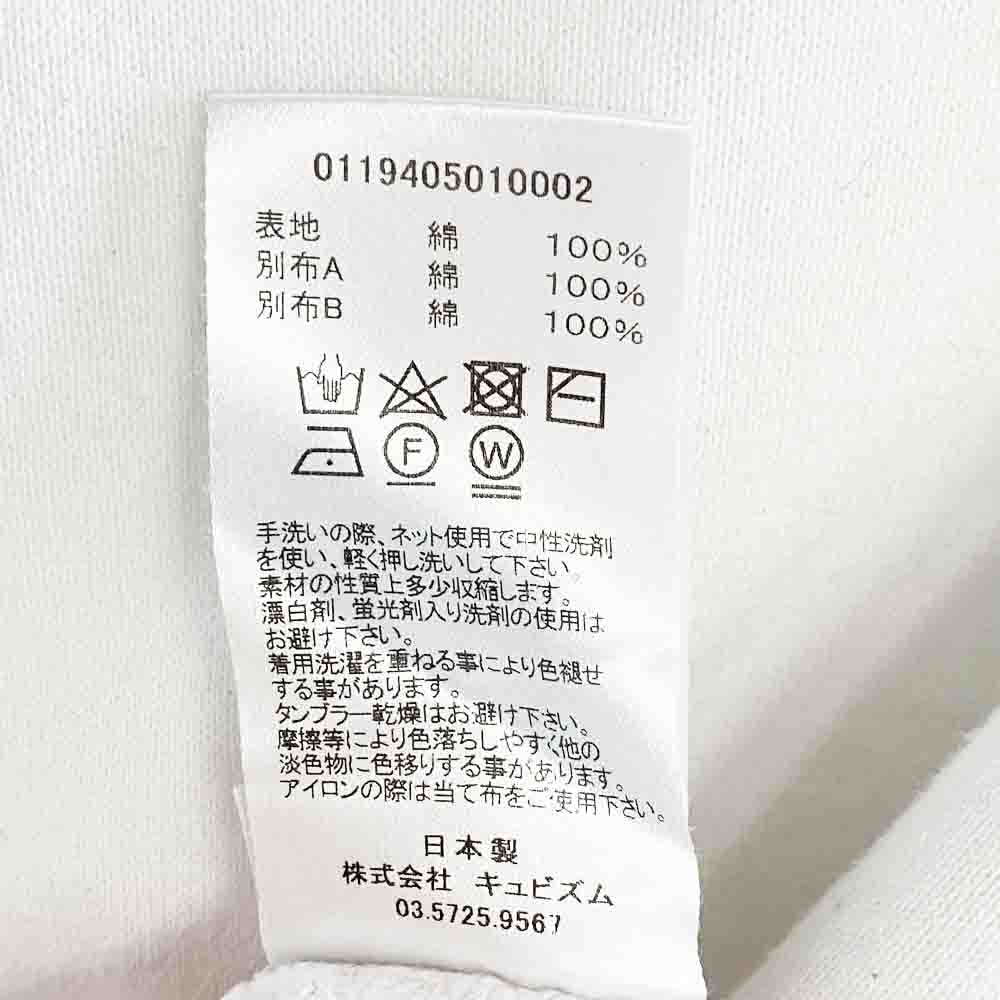 0119405010002
表地 綿 100%
別布A 綿 100%
別布B 綿 100%
F W
手洗いの際、ネット使用で中性洗剤
を使い、軽く押し洗いして下さい。
素材の性質上多少収縮します。
漂白剤、蛍光剤入り洗剤の使用は
お避け下さい。
着用洗濯を重ねる事により色褪せ
する事があります。
タンブラー乾燥はお避け下さい。
摩擦等により色落ちしやすく他の
淡色物に色移りする事があります。
アイロンの際は当て布をご使用下さい。
日本製
株式会社 キュビズム
03.5725.9567